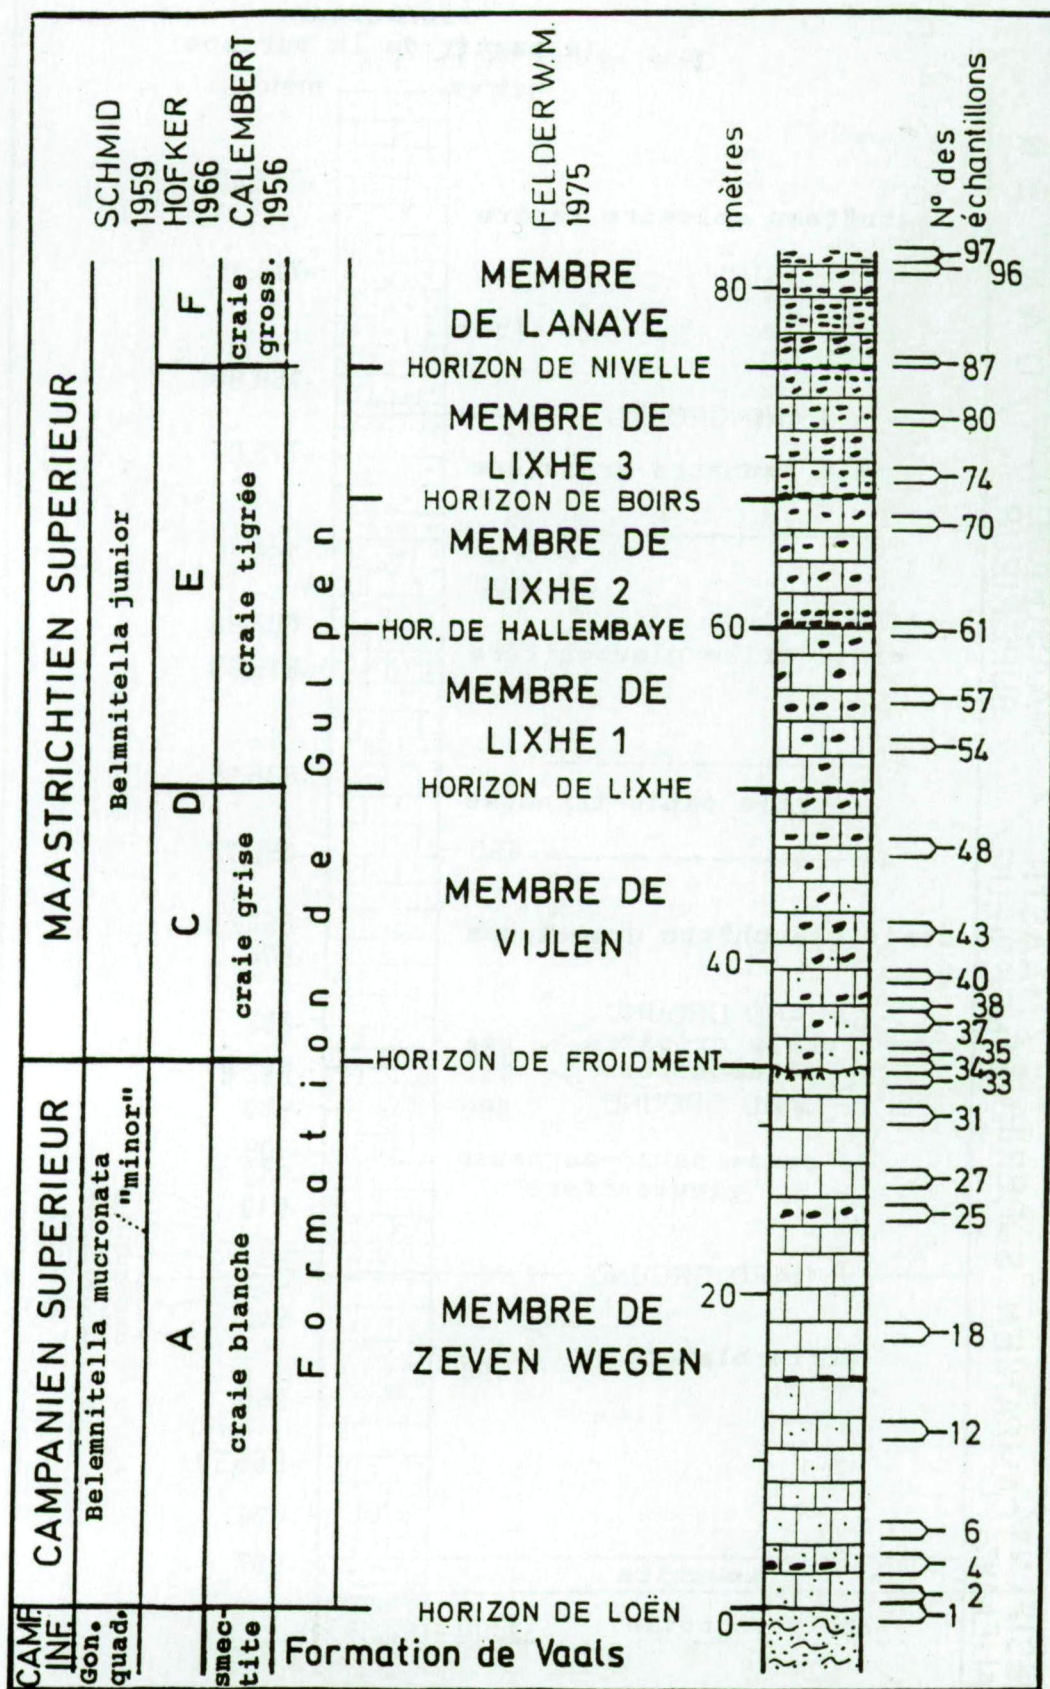 SCHMID
1959
HOFKER
1966
CALEMBERT
1956
FELDER W.M.
1975
mètres
N° des
échantillons
MAASTRICHTIEN SUPERIEUR
Belmnitella junior
F
E
D
C
craie
gross.
craie tigrée
craie grise
CAMPANIEN SUPERIEUR
Belemnitella mucronata
"minor"
A
craie blanche
CAMP.
INF.
Gon.
quad.
smec-
tite
Formation de Gulpen
MEMBRE
DE LANAYE
HORIZON DE NIVELLE
MEMBRE DE
LIXHE 3
HORIZON DE BOIRS
MEMBRE DE
LIXHE 2
HOR. DE HALLEMBAYE
MEMBRE DE
LIXHE 1
HORIZON DE LIXHE
MEMBRE DE
VIJLEN
HORIZON DE FROIDMENT
MEMBRE DE
ZEVEN WEGEN
HORIZON DE LOËN
Formation de Vaals
80
60
40
20
0
97
96
87
80
74
70
61
57
54
48
43
40
38
37
35
34
33
31
27
25
18
12
6
4
2
1